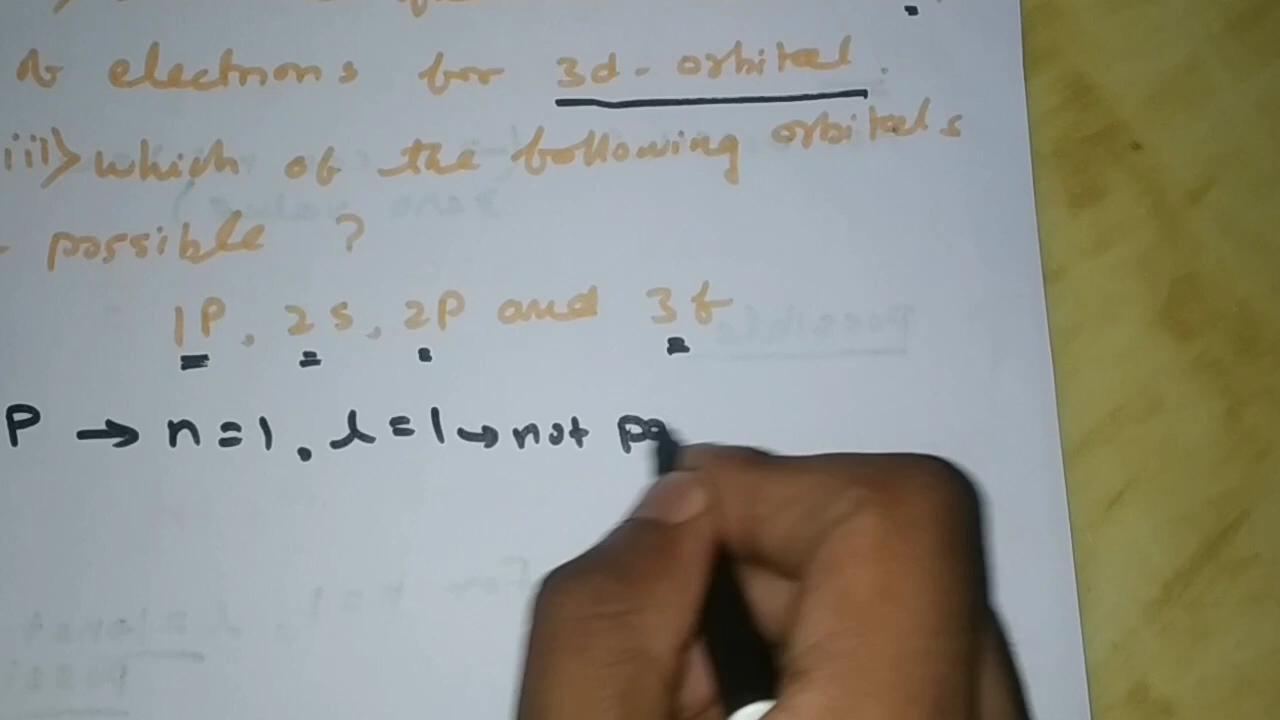 electrons for 3d-orbital.
iii> which of the following orbitals
possible ?
1P, 2s, 2P and 3f
P → n=1, l=1 → not po